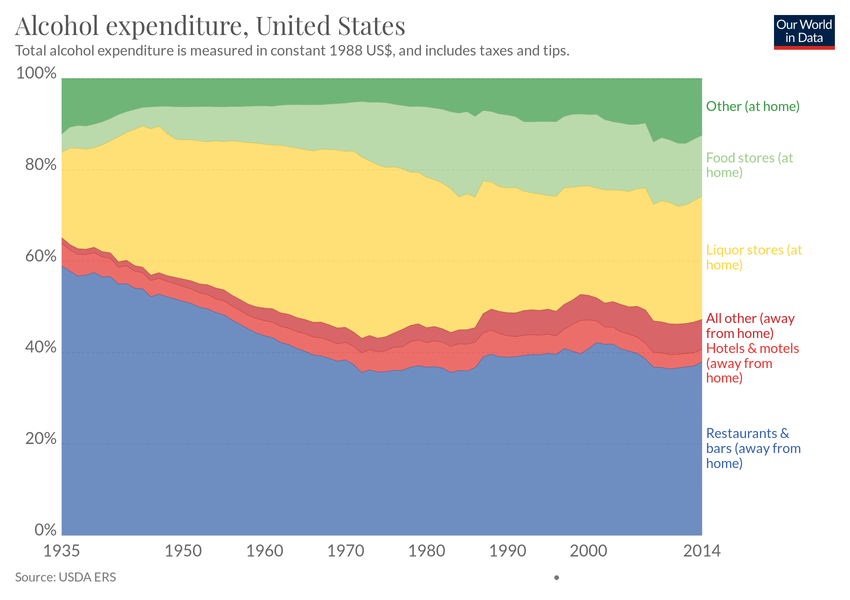 Alcohol expenditure, United States
Our World
in Data
Total alcohol expenditure is measured in constant 1988 US$, and includes taxes and tips.
100%
80%
60%
40%
20%
0%
Other (at home)
Food stores (at
home)
Liquor stores (at
home)
All other (away
from home)
Hotels & motels
(away from
home)
Restaurants &
bars (away from
home)
1935
1950
1960
1970
1980
1990
2000
2014
Source: USDA ERS